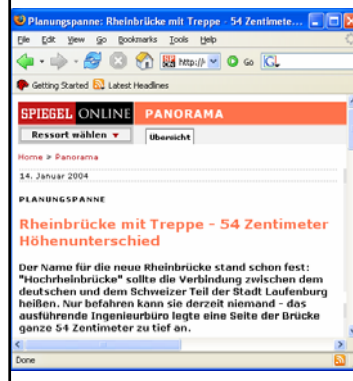 Planungspanne: Rheinbrücke mit Treppe - 54 Zentimete...
File Edit View Go Bookmarks Tools Help
http:// Go G
Getting Started Latest Headlines
SPIEGEL ONLINE PANORAMA
Ressort wählen Übersicht
Home > Panorama
14. Januar 2004
PLANUNGSPANNE
Rheinbrücke mit Treppe - 54 Zentimeter
Höhenunterschied
Der Name für die neue Rheinbrücke stand schon fest:
"Hochrheinbrücke" sollte die Verbindung zwischen dem
deutschen und dem Schweizer Teil der Stadt Laufenburg
heißen. Nur befahren kann sie derzeit niemand - das
ausführende Ingenieurbüro legte eine Seite der Brücke
ganze 54 Zentimeter zu tief an.
Done